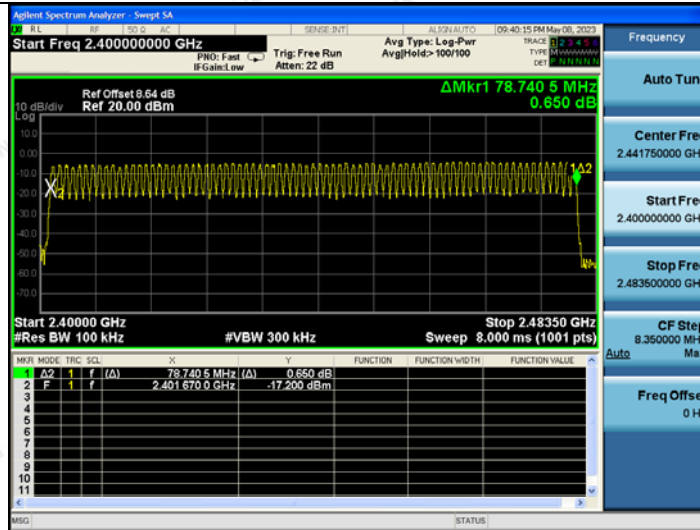 Agilent Spectrum Analyzer - Swept SA
RL RF 50 Ω AC SENSE:INT ALIGNAUTO 09:40:15 PM May 08, 2023
Start Freq 2.400000000 GHz
PNO: Fast
IFGain:Low
Trig: Free Run
Atten: 22 dB
Avg Type: Log-Pwr
Avg|Hold:> 100/100
TRACE 1 2 3 4 5 6
TYPE M
DET P N N N N N
Frequency
Auto Tun
Center Fre
2.441750000 GH
Start Fre
2.400000000 GH
Stop Fre
2.483500000 GH
CF Ste
8.350000 MH
Auto Ma
Freq Offse
0 H
Ref Offset 8.64 dB
10 dB/div Ref 20.00 dBm
Log
ΔMkr1 78.740 5 MHz
0.650 dB
10.0
0.00
-10.0
-20.0
-30.0
-40.0
-50.0
-60.0
-70.0
2
1Δ2
Start 2.40000 GHz Stop 2.48350 GHz
#Res BW 100 kHz #VBW 300 kHz Sweep 8.000 ms (1001 pts)
MKR MODE TRC SCL X Y FUNCTION FUNCTION WIDTH FUNCTION VALUE
1 Δ2 1 f (Δ) 78.740 5 MHz (Δ) 0.650 dB
2 F 1 f 2.401 670 0 GHz -17.200 dBm
3
4
5
6
7
8
9
10
11
MSG STATUS